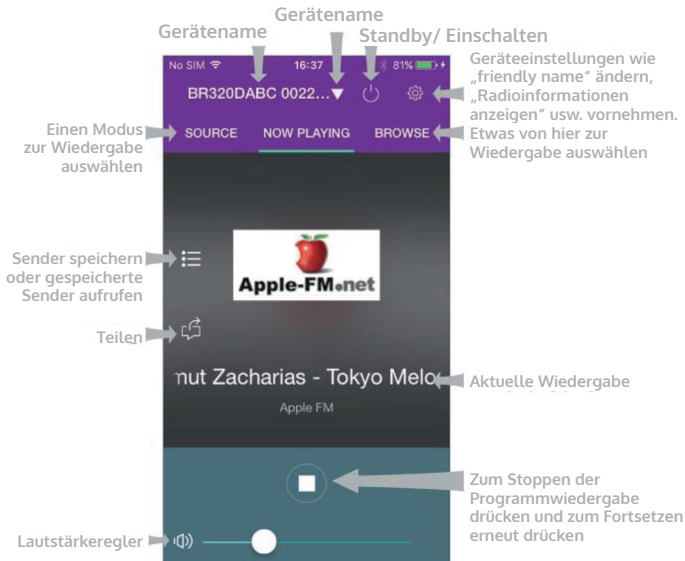 Gerätename
Gerätename
Standby/ Einschalten
No SIM 16:37 81%
BR320DABC 0022...▼
Geräteeinstellungen wie
„friendly name“ ändern,
„Radioinformationen
anzeigen“ usw. vornehmen.
Einen Modus
zur Wiedergabe
auswählen
SOURCE NOW PLAYING BROWSE
Etwas von hier zur
Wiedergabe auswählen
Apple-FM.net
Sender speichern
oder gespeicherte
Sender aufrufen
Teilen
mut Zacharias - Tokyo Melo
Aktuelle Wiedergabe
Apple FM
Zum Stoppen der
Programmwiedergabe
drücken und zum Fortsetzen
erneut drücken
Lautstärkeregler